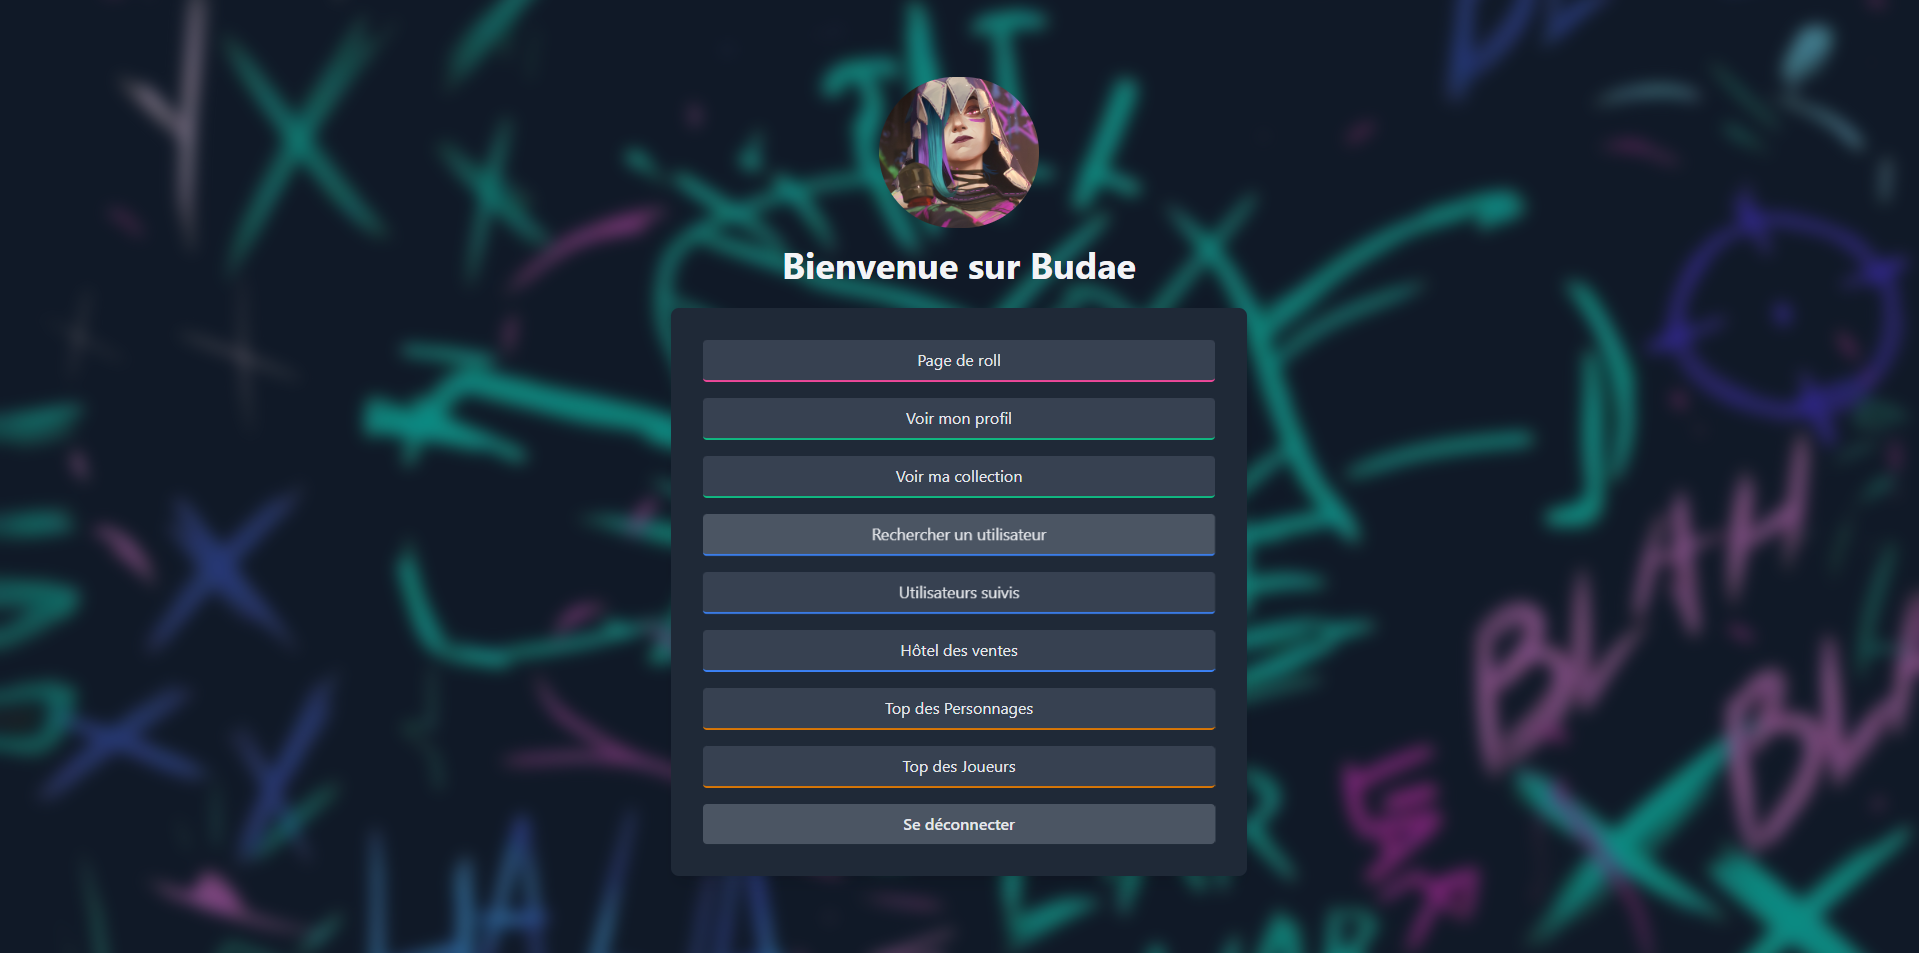 Bienvenue sur Budae
Page de roll
Voir mon profil
Voir ma collection
Rechercher un utilisateur
Utilisateurs suivis
Hôtel des ventes
Top des Personnages
Top des Joueurs
Se déconnecter
BLAH